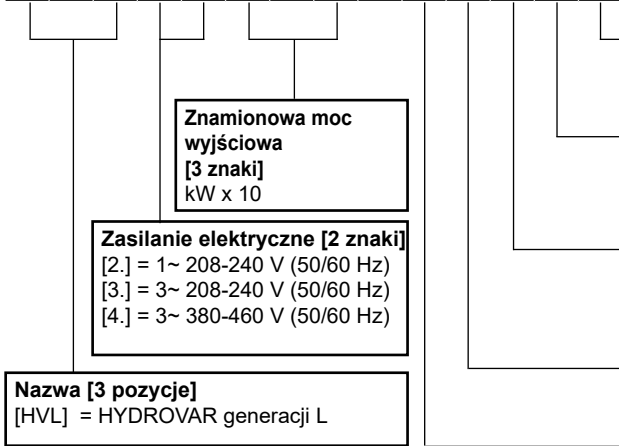 Znamionowa moc
wyjściowa
[3 znaki]
kW x 10
Zasilanie elektryczne [2 znaki]
[2.] = 1~ 208-240 V (50/60 Hz)
[3.] = 3~ 208-240 V (50/60 Hz)
[4.] = 3~ 380-460 V (50/60 Hz)
Nazwa [3 pozycje]
[HVL] = HYDROVAR generacji L